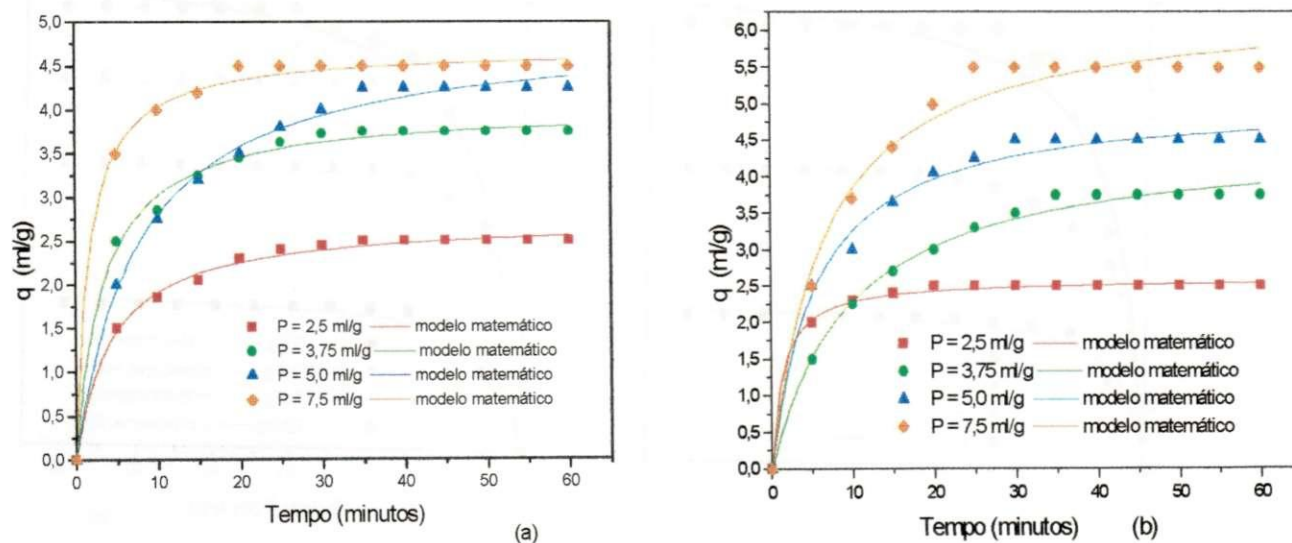 5,0
4,5
4,0
3,5
3,0
2,5
2,0
1,5
1,0
0,5
0,0
q (ml/g)
P = 2,5 ml/g modelo matemático
P = 3,75 ml/g modelo matemático
P = 5,0 ml/g modelo matemático
P = 7,5 ml/g modelo matemático
0 10 20 30 40 50 60
Tempo (minutos)
(a)
6,0
5,5
5,0
4,5
4,0
3,5
3,0
2,5
2,0
1,5
1,0
0,5
0,0
q (ml/g)
P = 2,5 ml/g modelo matemático
P = 3,75 ml/g modelo matemático
P = 5,0 ml/g modelo matemático
P = 7,5 ml/g modelo matemático
0 10 20 30 40 50 60
Tempo (minutos)
(b)